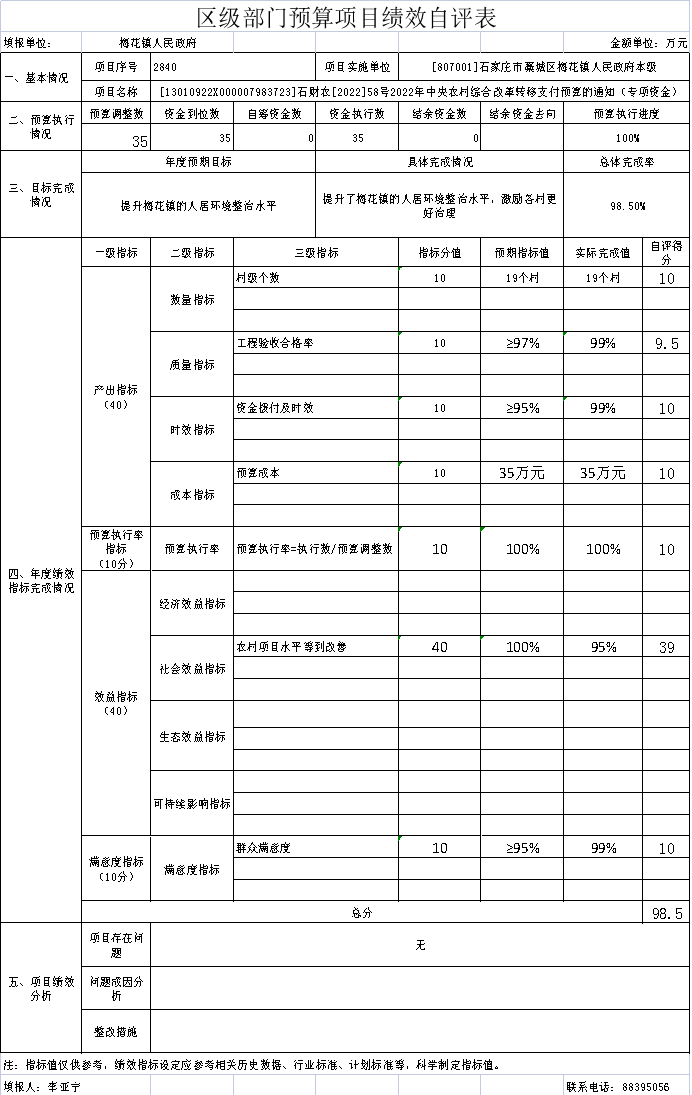 区级部门预算项目绩效自评表
填报单位： 梅花镇人民政府 金额单位：万元
一、基本情况
项目序号 2840 项目实施单位 [807001]石家庄市藁城区梅花镇人民政府本级
项目名称 [13010922X000007983723]石财农[2022]58号2022年中央农村综合改革转移支付预算的通知（专项资金）
二、预算执行情况
预算调整数 资金到位数 自筹资金数 资金执行数 结余资金数 结余资金去向 预算执行进度
35 35 0 35 0 100%
三、目标完成情况
年度预期目标 具体完成情况 总体完成率
提升梅花镇的人居环境整治水平 提升了梅花镇的人居环境整治水平，激励各村更好治理 98.50%
四、年度绩效指标完成情况
一级指标 二级指标 三级指标 指标分值 预期指标值 实际完成值 自评得分
产出指标（40）
数量指标 村级个数 10 19个村 19个村 10
质量指标 工程验收合格率 10 ≥97% 99% 9.5
时效指标 资金拨付及时效 10 ≥95% 99% 10
成本指标 预算成本 10 35万元 35万元 10
预算执行率指标（10分） 预算执行率 预算执行率=执行数/预算调整数 10 100% 100% 10
效益指标（40）
经济效益指标
社会效益指标 农村项目水平等到改善 40 100% 95% 39
生态效益指标
可持续影响指标
满意度指标（10分） 满意度指标 群众满意度 10 ≥95% 99% 10
总分 98.5
五、项目绩效分析
项目存在问题 无
问题成因分析
整改措施
注：指标值仅供参考，绩效指标设定应参考相关历史数据、行业标准、计划标准等，科学制定指标值。
填报人：李亚宁 联系电话：88395056